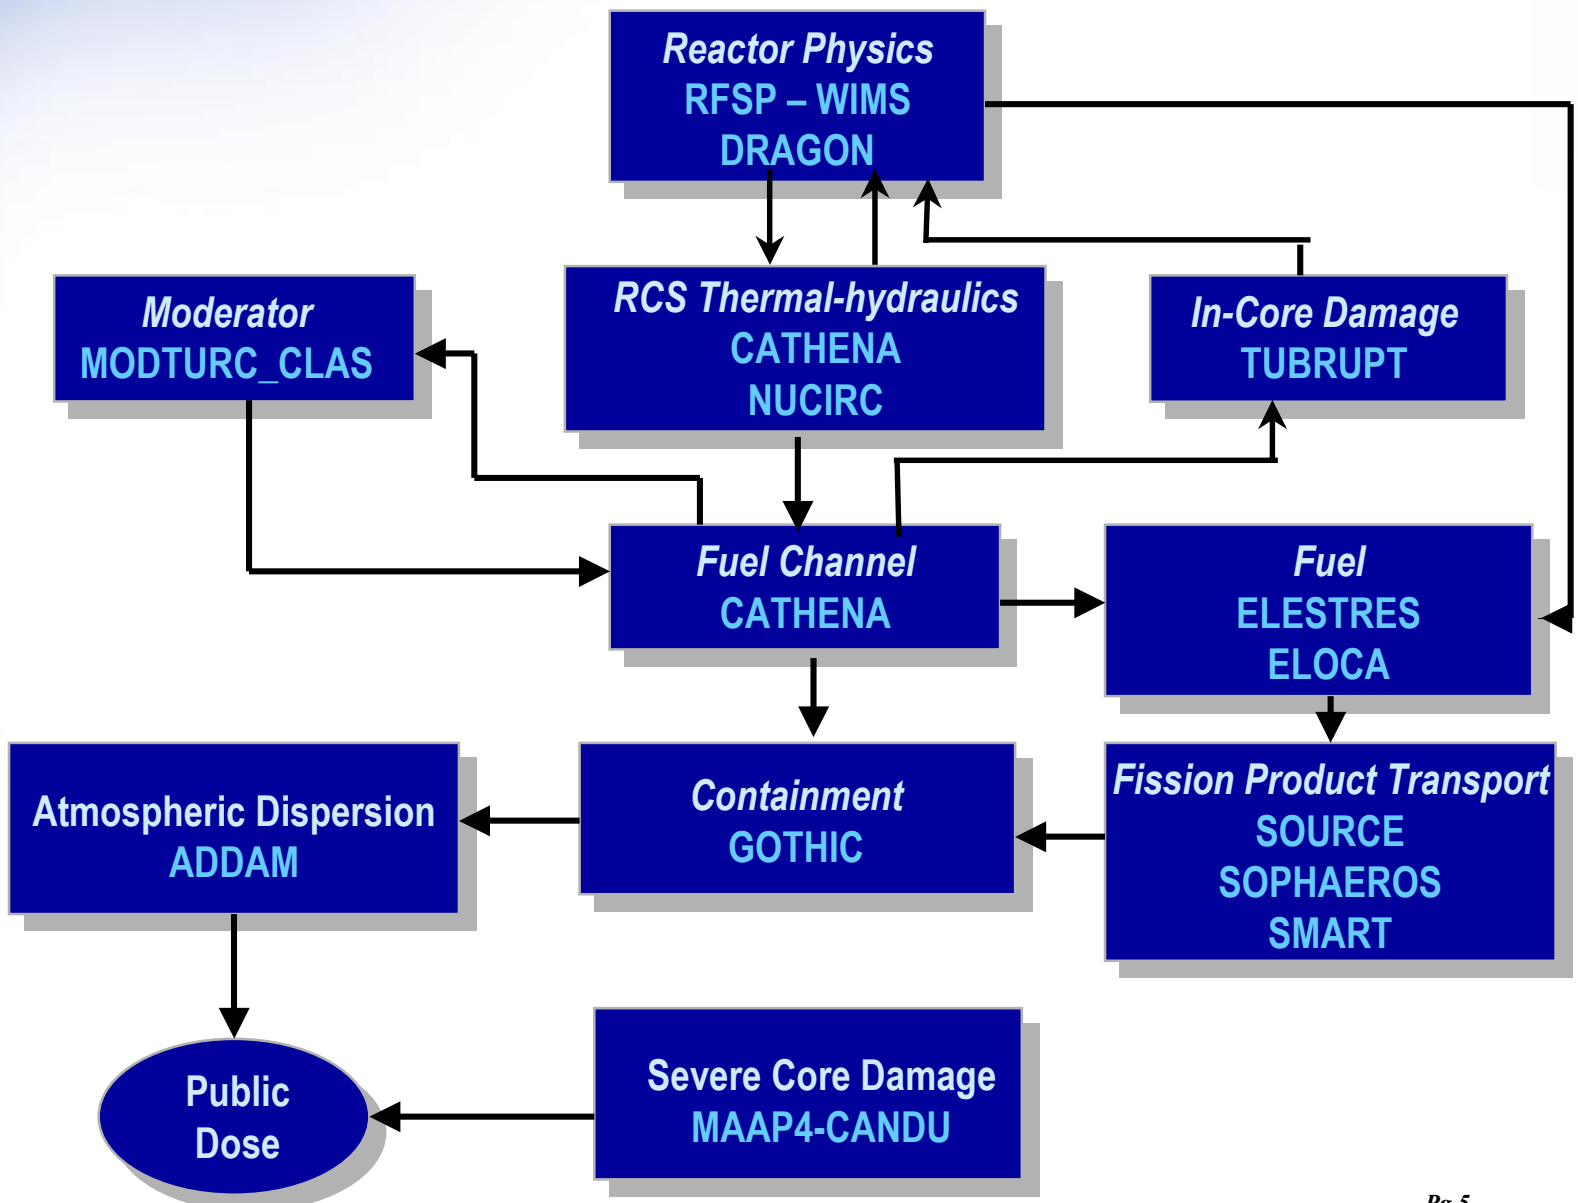 Reactor Physics
RFSP – WIMS
DRAGON
Moderator
MODTURC_CLAS
RCS Thermal-hydraulics
CATHENA
NUCIRC
In-Core Damage
TUBRUPT
Fuel Channel
CATHENA
Fuel
ELESTRES
ELOCA
Atmospheric Dispersion
ADDAM
Containment
GOTHIC
Fission Product Transport
SOURCE
SOPHAEROS
SMART
Public
Dose
Severe Core Damage
MAAP4-CANDU
Pg 5